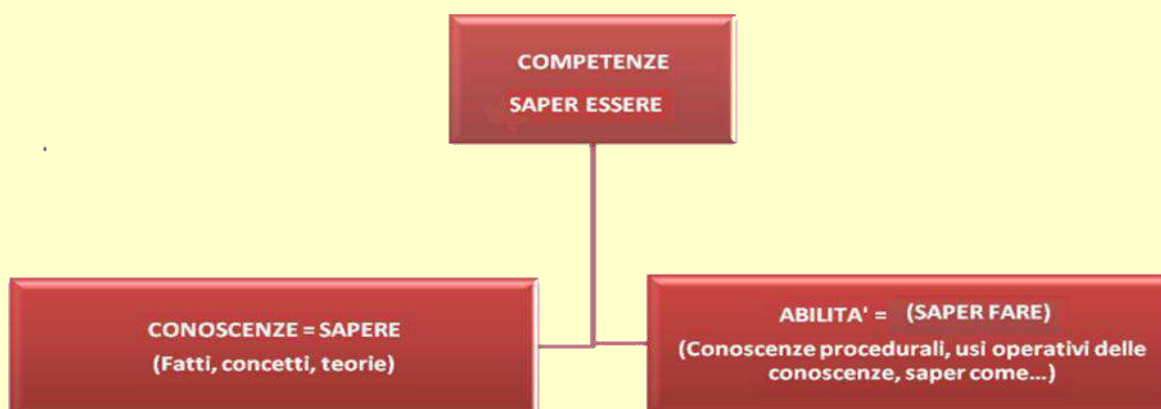 COMPETENZE
SAPER ESSERE
CONOSCENZE = SAPERE
(Fatti, concetti, teorie)
ABILITA' = (SAPER FARE)
(Conoscenze procedurali, usi operativi delle
conoscenze, saper come...)